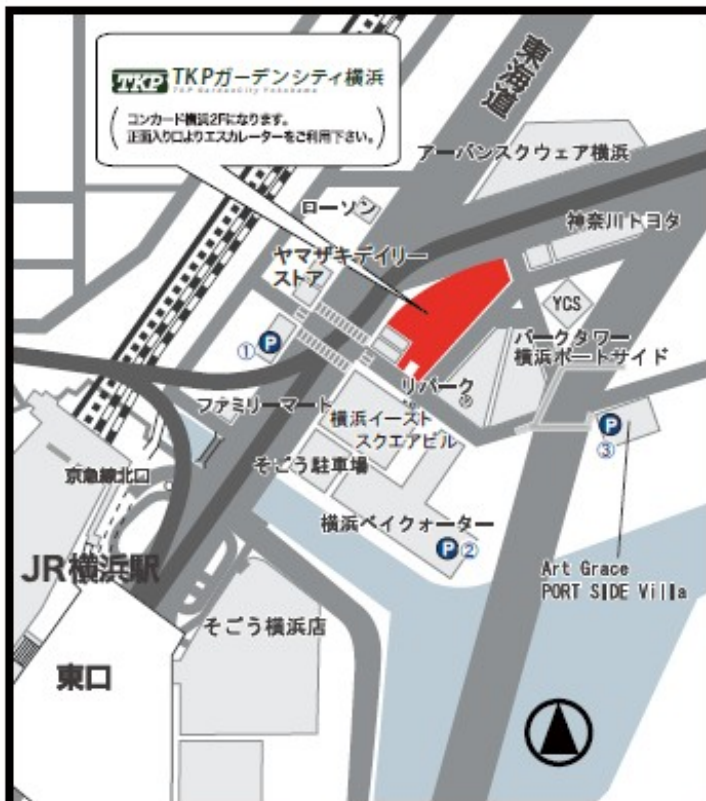 TKP TKPガーデンシティ横浜
TKP GardenCity Yokohama
コンカード横浜2Fになります。
正面入り口よりエスカレーターをご利用下さい。
東海道
アーバンスクウェア横浜
ローソン
神奈川トヨタ
ヤマザキデイリー
ストア
YCS
① P
パークタワー
横浜ポートサイド
リパーク
P
ファミリーマート
横浜イースト
スクエアビル
P
③
そごう駐車場
京急線北口
横浜ベイクォーター
P ②
JR横浜駅
Art Grace
PORT SIDE Villa
そごう横浜店
東口